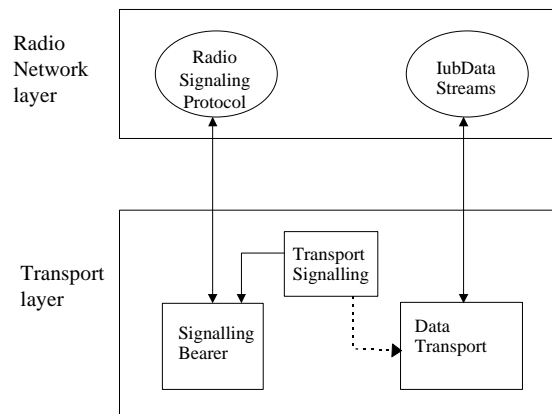 Radio
Network
layer
Radio
Signaling
Protocol
IubData
Streams
Transport
layer
Transport
Signalling
Signalling
Bearer
Data
Transport